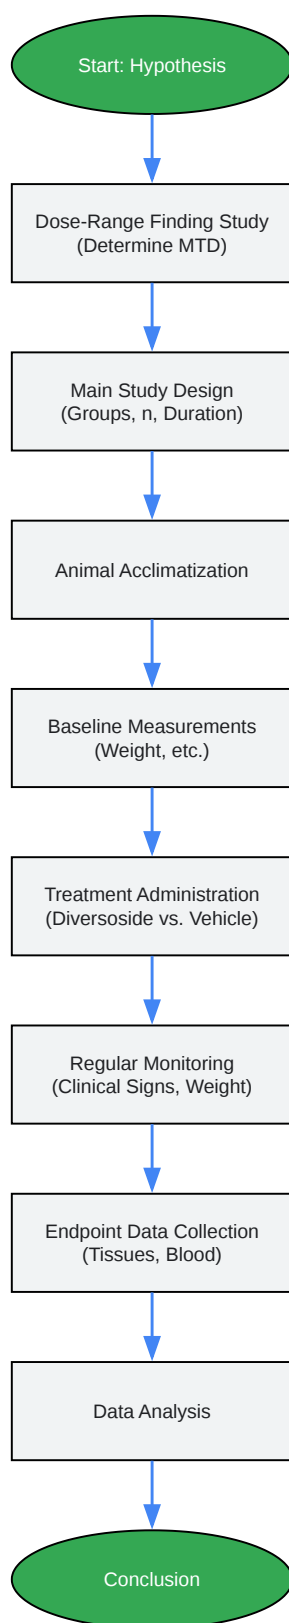 Start: Hypothesis
Dose-Range Finding Study
(Determine MTD)
Main Study Design
(Groups, n, Duration)
Animal Acclimatization
Baseline Measurements
(Weight, etc.)
Treatment Administration
(Diversoside vs. Vehicle)
Regular Monitoring
(Clinical Signs, Weight)
Endpoint Data Collection
(Tissues, Blood)
Data Analysis
Conclusion